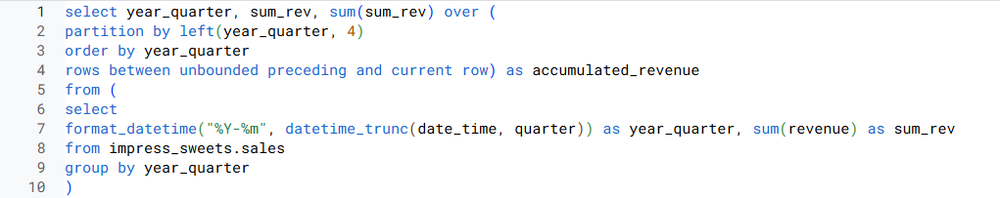 1 select year_quarter, sum_rev, sum(sum_rev) over (
2 partition by left(year_quarter, 4)
3 order by year_quarter
4 rows between unbounded preceding and current row) as accumulated_revenue
5 from (
6 select
7 format_datetime("%Y-%m", datetime_trunc(date_time, quarter)) as year_quarter, sum(revenue) as sum_rev
8 from impress_sweets.sales
9 group by year_quarter
10 )